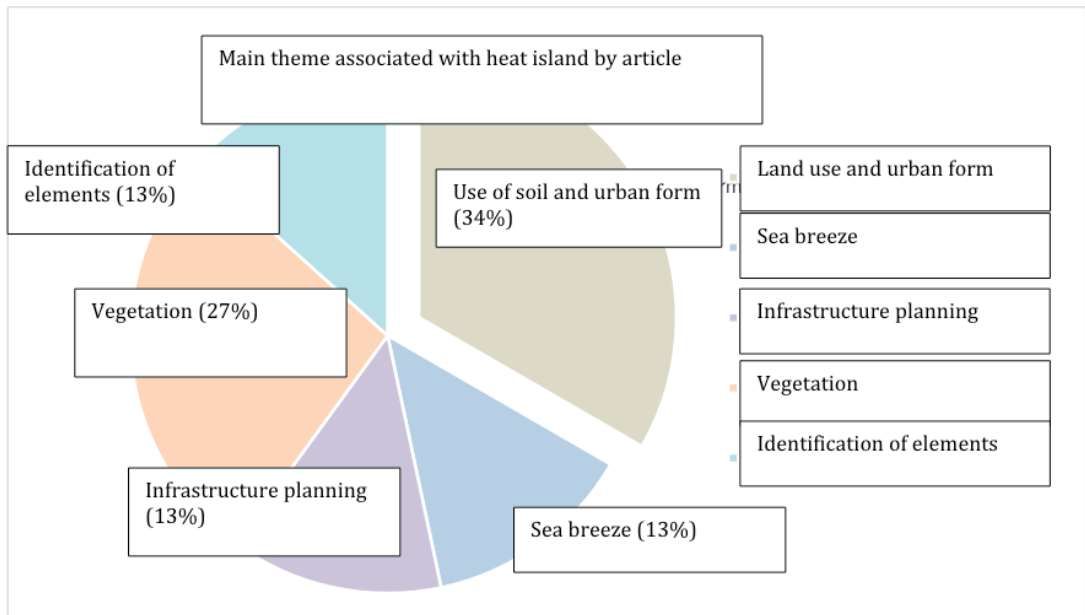 Main theme associated with heat island by article
Identification of
elements (13%)
Use of soil and urban form
(34%)
Vegetation (27%)
Infrastructure planning
(13%)
Sea breeze (13%)
Land use and urban form
Sea breeze
Infrastructure planning
Vegetation
Identification of elements